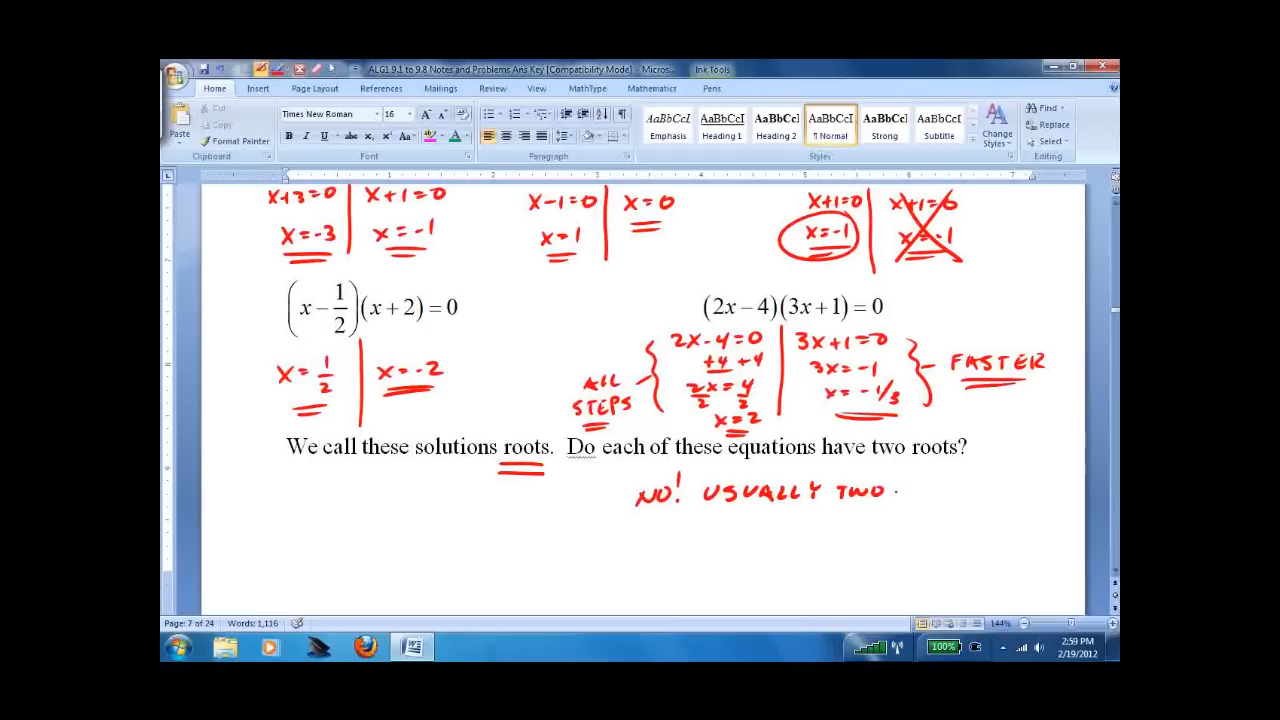 ALG1 9.1 to 9.8 Notes and Problems Ans Key [Compatibility Mode] - Micros...
Ink Tools
Home Insert Page Layout References Mailings Review View MathType Mathematics Pens
Paste
Cut
Copy
Format Painter
Clipboard
Times New Roman 16
Font
Paragraph
AaBbCcI AaBbCcI AaBbCcl AaBbCcI AaBbCcl AaBbCcI
Emphasis Heading 1 Heading 2 ¶ Normal Strong Subtitle
Styles
Change Styles
Find
Replace
Select
Editing
x+3=0 x+1=0 x-1=0 x=0 x+1=0 x+1=0
x=-3 x=-1 x=1 x=-1 x=-1
(x - 1/2)(x + 2) = 0 (2x - 4)(3x + 1) = 0
x=1/2 x=-2
ALL STEPS
2x-4=0 3x+1=0
+4 +4 3x=-1
2x/2=4/2 x=-1/3
x=2
FASTER
We call these solutions roots. Do each of these equations have two roots?
NO! USUALLY TWO
Page: 7 of 24 Words: 1,116 144%
100% 2:59 PM
2/19/2012